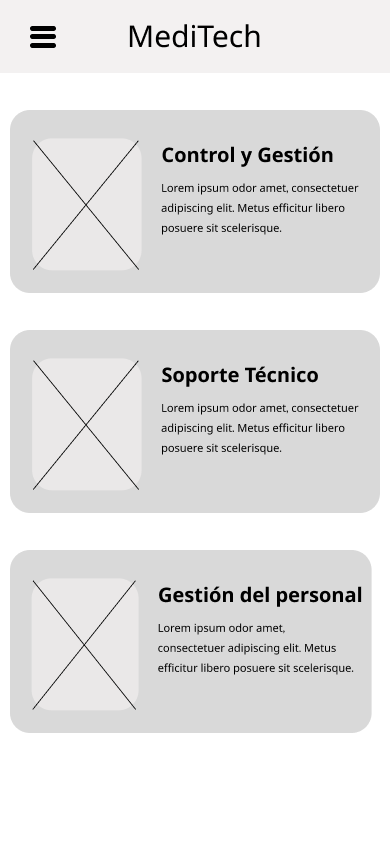 MediTech
Control y Gestión
Lorem ipsum odor amet, consectetuer
adipiscing elit. Metus efficitur libero
posuere sit scelerisque.
Soporte Técnico
Lorem ipsum odor amet, consectetuer
adipiscing elit. Metus efficitur libero
posuere sit scelerisque.
Gestión del personal
Lorem ipsum odor amet,
consectetuer adipiscing elit. Metus
efficitur libero posuere sit scelerisque.